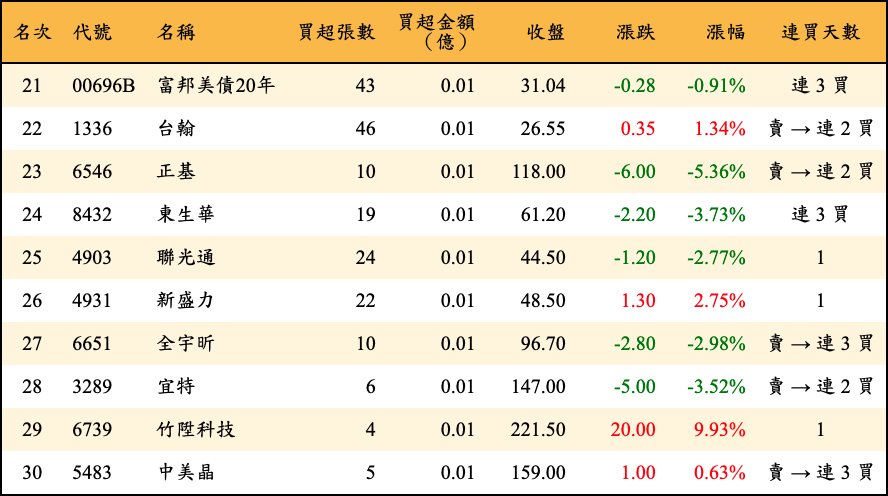 名次 代號 名稱 買超張數 買超金額（億） 收盤 漲跌 漲幅 連買天數
21 00696B 富邦美債20年 43 0.01 31.04 -0.28 -0.91% 連 3 買
22 1336 台翰 46 0.01 26.55 0.35 1.34% 賣 → 連 2 買
23 6546 正基 10 0.01 118.00 -6.00 -5.36% 賣 → 連 2 買
24 8432 東生華 19 0.01 61.20 -2.20 -3.73% 連 3 買
25 4903 聯光通 24 0.01 44.50 -1.20 -2.77% 1
26 4931 新盛力 22 0.01 48.50 1.30 2.75% 1
27 6651 全宇昕 10 0.01 96.70 -2.80 -2.98% 賣 → 連 3 買
28 3289 宜特 6 0.01 147.00 -5.00 -3.52% 賣 → 連 2 買
29 6739 竹陞科技 4 0.01 221.50 20.00 9.93% 1
30 5483 中美晶 5 0.01 159.00 1.00 0.63% 賣 → 連 3 買